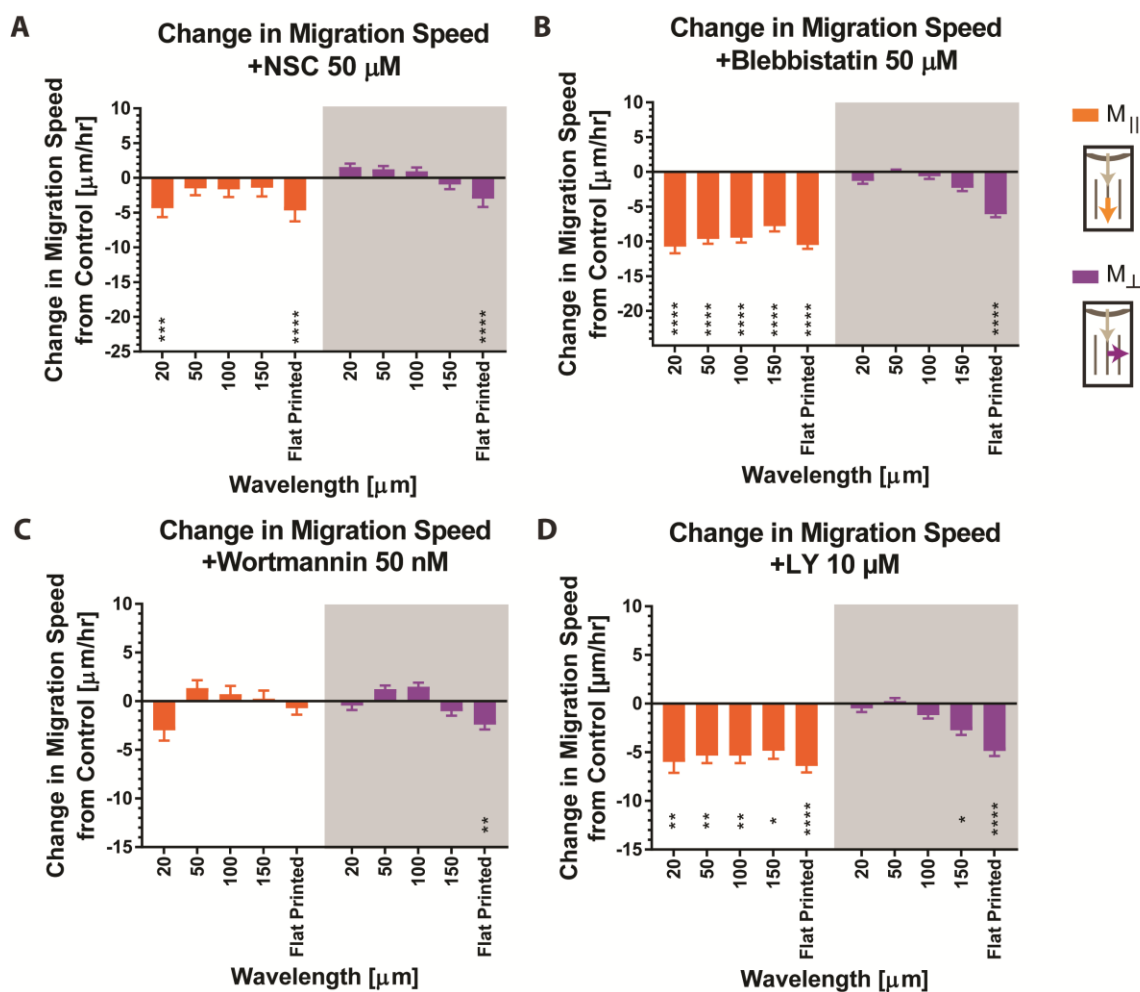 A
Change in Migration Speed
+NSC 50 μM
Change in Migration Speed
from Control [μm/hr]
10
5
0
-5
-10
-15
-20
-25
***
****
****
20
50
100
150
Flat Printed
20
50
100
150
Flat Printed
Wavelength [μm]
B
Change in Migration Speed
+Blebbistatin 50 μM
Change in Migration Speed
from Control [μm/hr]
10
5
0
-5
-10
-15
-20
****
****
****
****
****
****
20
50
100
150
Flat Printed
20
50
100
150
Flat Printed
Wavelength [μm]
M||
M⊥
C
Change in Migration Speed
+Wortmannin 50 nM
Change in Migration Speed
from Control [μm/hr]
10
5
0
-5
-10
-15
**
20
50
100
150
Flat Printed
20
50
100
150
Flat Printed
Wavelength [μm]
D
Change in Migration Speed
+LY 10 µM
Change in Migration Speed
from Control [μm/hr]
10
5
0
-5
-10
-15
**
**
**
*
****
*
****
20
50
100
150
Flat Printed
20
50
100
150
Flat Printed
Wavelength [μm]